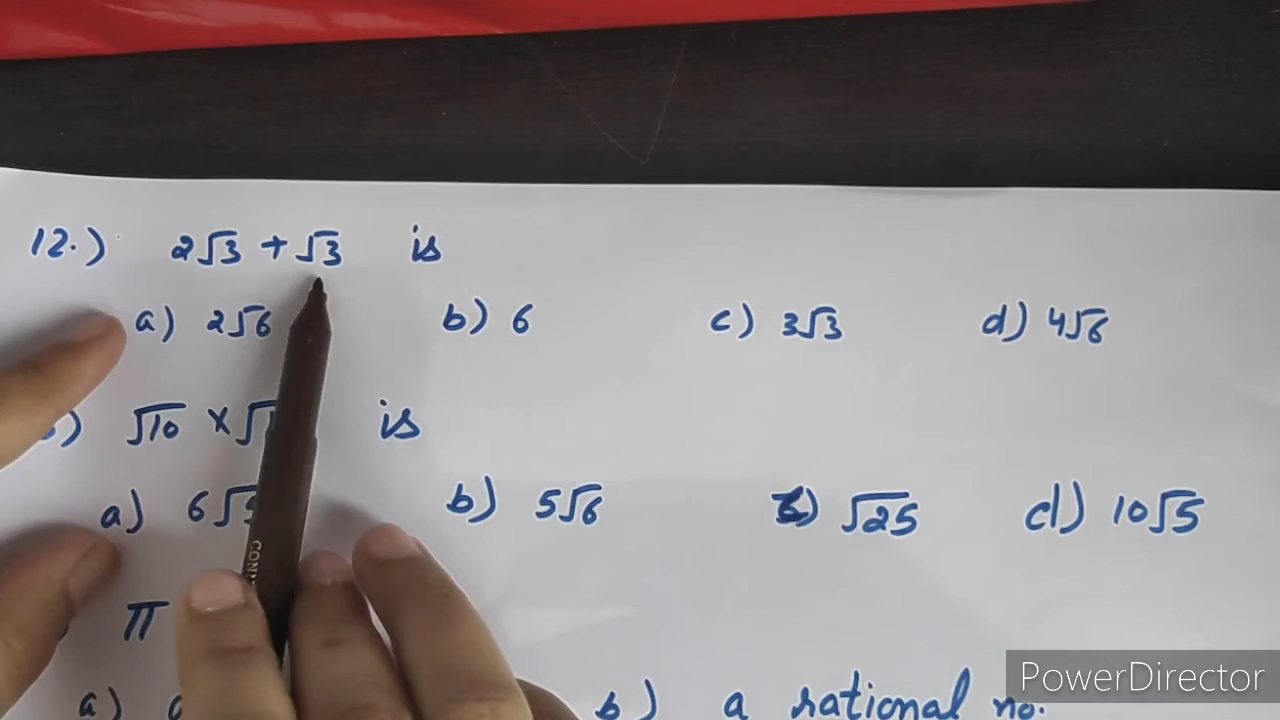 12.) 2√3 + √3 is
a) 2√6 b) 6 c) 3√3 d) 4√6
) √10 × √ is
a) 6√ b) 5√6 c) √25 d) 10√5
π
a) b) a rational no.
CON
PowerDirector